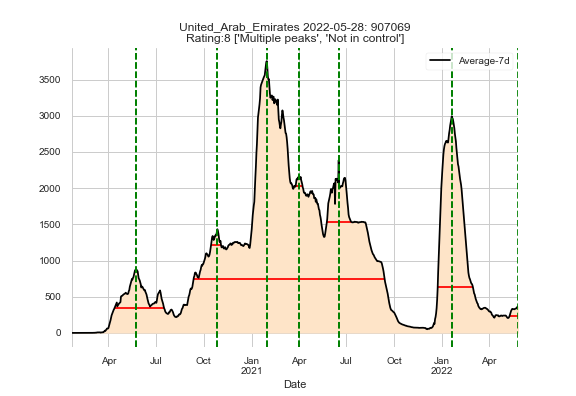 United_Arab_Emirates 2022-05-28: 907069
Rating:8 ['Multiple peaks', 'Not in control']
Average-7d
3500
3000
2500
2000
1500
1000
500
0
Apr Jul Oct Jan Apr Jul Oct Jan Apr
2021 2022
Date